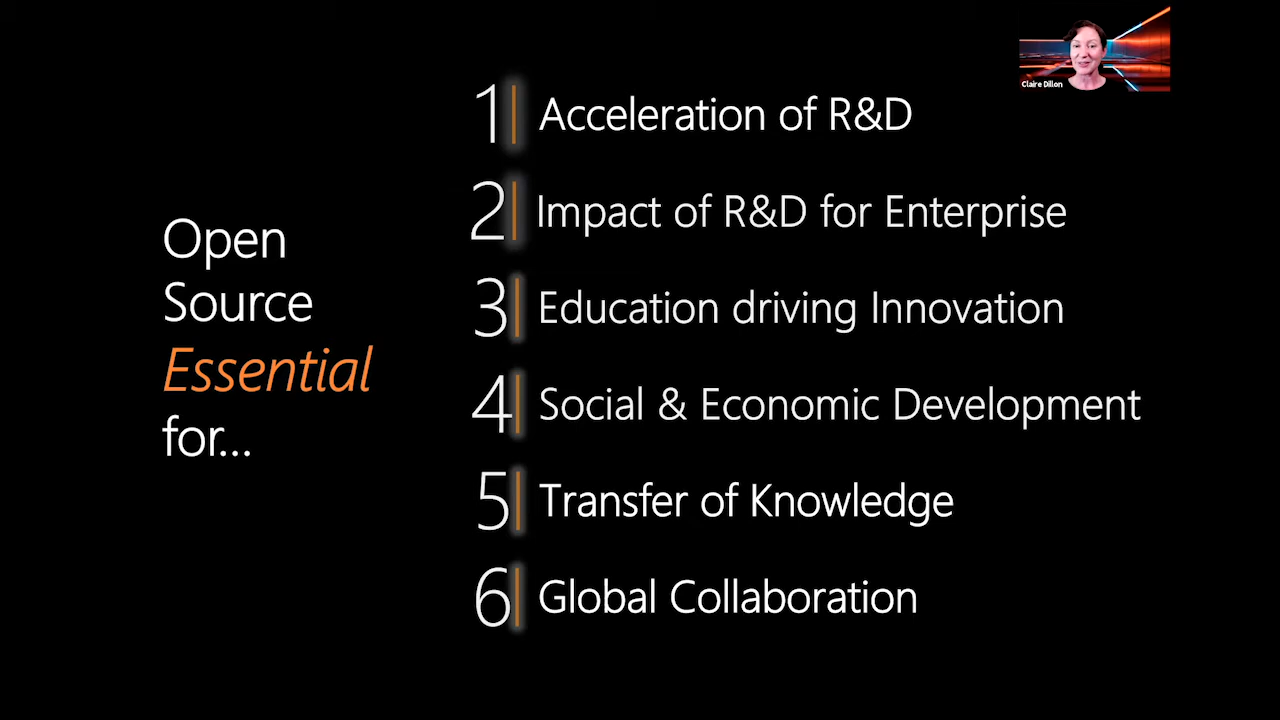 Open
Source
Essential
for...
1 Acceleration of R&D
2 Impact of R&D for Enterprise
3 Education driving Innovation
4 Social & Economic Development
5 Transfer of Knowledge
6 Global Collaboration
Claire Dillon